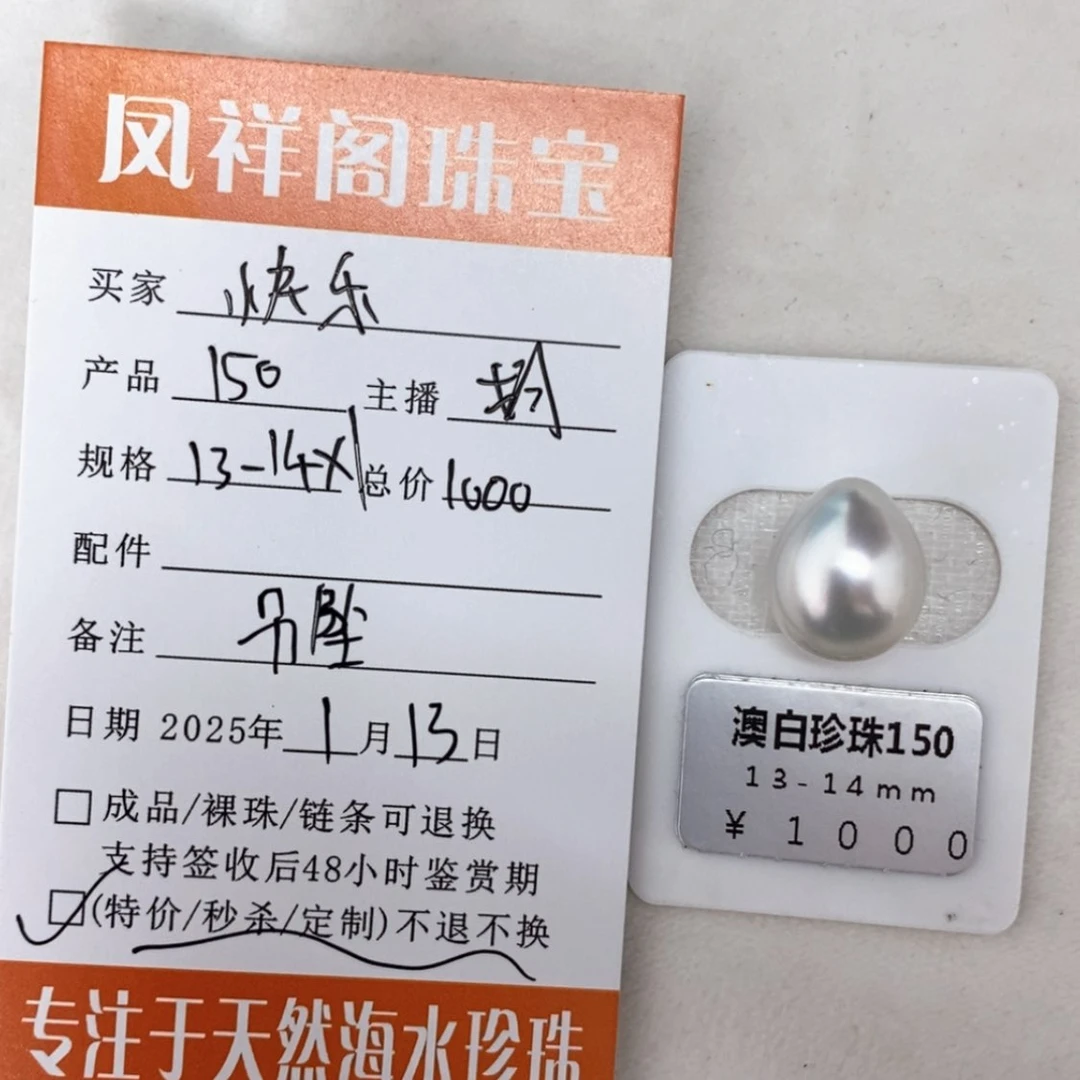 凤祥阁珠宝
买家 快乐
产品 150 主播
规格 13-14X1 总价 1000
配件
备注 吊坠
日期 2025年1月13日
成品/裸珠/链条可退换
支持签收后48小时鉴赏期
(特价/秒杀/定制)不退不换
专注于天然海水珍珠
澳白珍珠150
13-14mm
¥ 1000